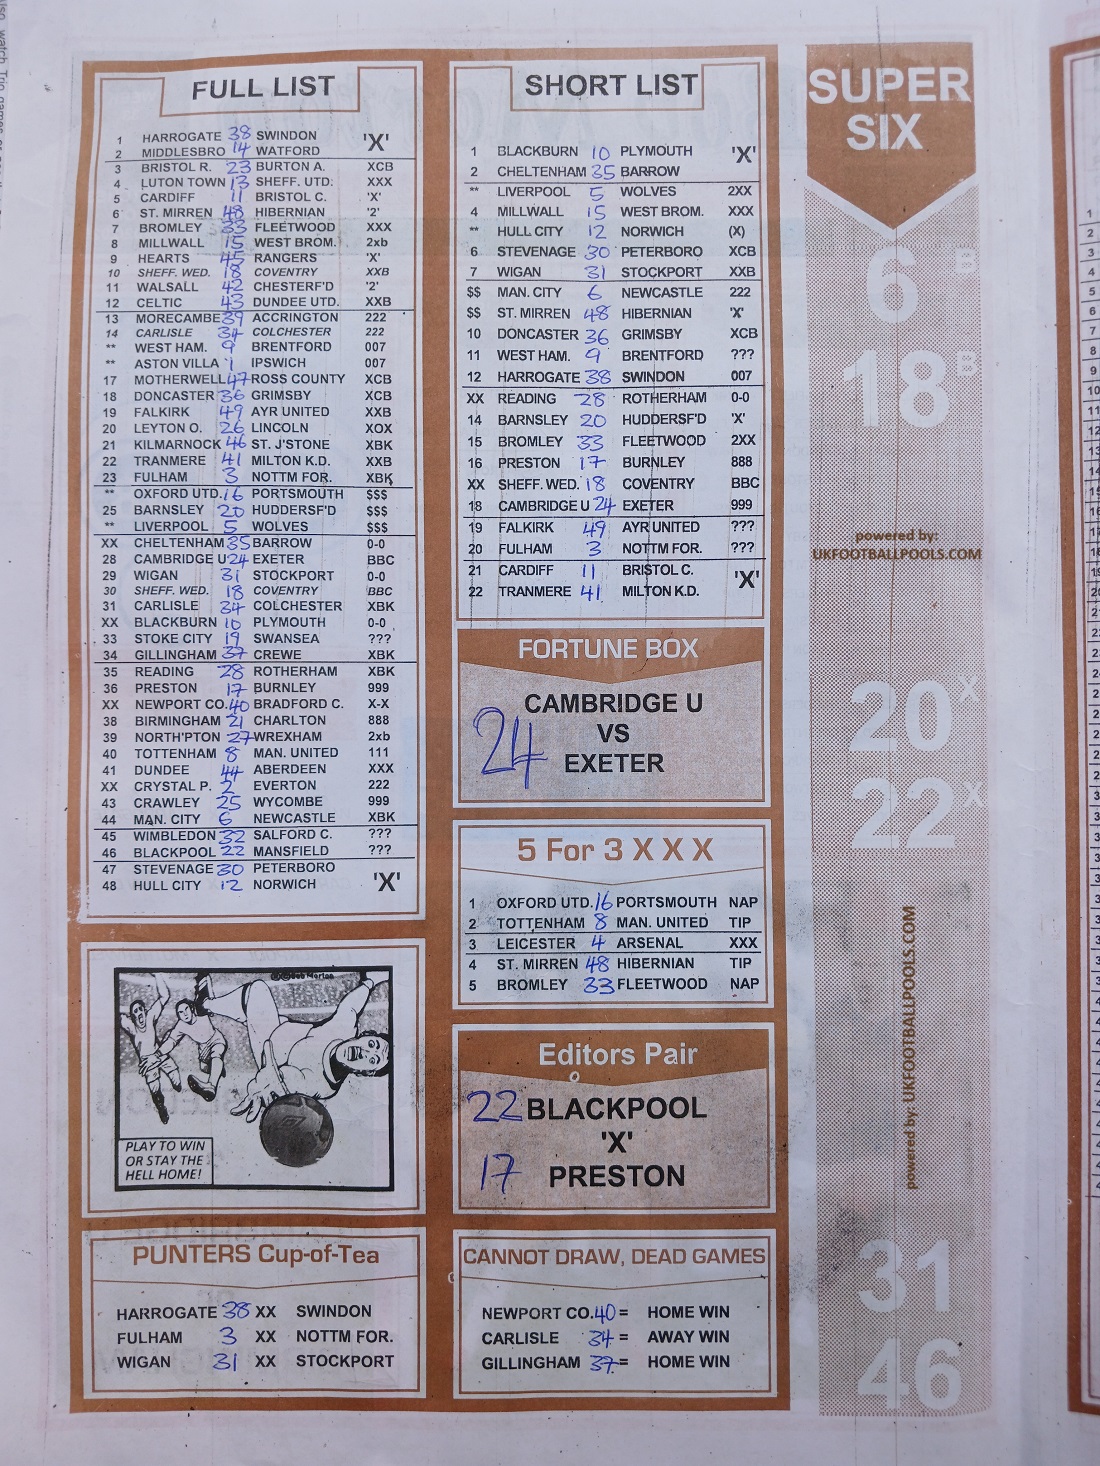 FULL LIST
1 HARROGATE 38 SWINDON 'X'
2 MIDDLESBRO 14 WATFORD
3 BRISTOL R. 23 BURTON A. XCB
4 LUTON TOWN 13 SHEFF. UTD. XXX
5 CARDIFF 11 BRISTOL C. 'X'
6 ST. MIRREN 48 HIBERNIAN '2'
7 BROMLEY 33 FLEETWOOD XXX
8 MILLWALL 15 WEST BROM. 2xb
9 HEARTS 45 RANGERS 'X'
10 SHEFF. WED. 18 COVENTRY XXB
11 WALSALL 42 CHESTERF'D '2'
12 CELTIC 43 DUNDEE UTD. XXB
13 MORECAMBE 39 ACCRINGTON 222
14 CARLISLE 34 COLCHESTER 222
** WEST HAM. 9 BRENTFORD 007
** ASTON VILLA 1 IPSWICH 007
17 MOTHERWELL 47 ROSS COUNTY XCB
18 DONCASTER 36 GRIMSBY XCB
19 FALKIRK 49 AYR UNITED XXB
20 LEYTON O. 26 LINCOLN XOX
21 KILMARNOCK 46 ST. J'STONE XBK
22 TRANMERE 41 MILTON K.D. XXB
23 FULHAM 3 NOTTM FOR. XBK
** OXFORD UTD. 16 PORTSMOUTH $$$
25 BARNSLEY 20 HUDDERSF'D $$$
** LIVERPOOL 5 WOLVES $$$
XX CHELTENHAM 35 BARROW 0-0
28 CAMBRIDGE U 24 EXETER BBC
29 WIGAN 31 STOCKPORT 0-0
30 SHEFF. WED. 18 COVENTRY BBC
31 CARLISLE 34 COLCHESTER XBK
XX BLACKBURN 10 PLYMOUTH 0-0
33 STOKE CITY 19 SWANSEA ???
34 GILLINGHAM 37 CREWE XBK
35 READING 28 ROTHERHAM XBK
36 PRESTON 17 BURNLEY 999
XX NEWPORT CO. 40 BRADFORD C. X-X
38 BIRMINGHAM 21 CHARLTON 888
39 NORTH'PTON 27 WREXHAM 2xb
40 TOTTENHAM 8 MAN. UNITED 111
41 DUNDEE 44 ABERDEEN XXX
XX CRYSTAL P. 2 EVERTON 222
43 CRAWLEY 25 WYCOMBE 999
44 MAN. CITY 6 NEWCASTLE XBK
45 WIMBLEDON 32 SALFORD C. ???
46 BLACKPOOL 22 MANSFIELD ???
47 STEVENAGE 30 PETERBORO
48 HULL CITY 12 NORWICH 'X'
©Bob Morton
PLAY TO WIN
OR STAY THE
HELL HOME!
PUNTERS Cup-of-Tea
HARROGATE 38 XX SWINDON
FULHAM 3 XX NOTTM FOR.
WIGAN 31 XX STOCKPORT
SHORT LIST
1 BLACKBURN 10 PLYMOUTH 'X'
2 CHELTENHAM 35 BARROW
** LIVERPOOL 5 WOLVES 2XX
4 MILLWALL 15 WEST BROM. XXX
** HULL CITY 12 NORWICH (X)
6 STEVENAGE 30 PETERBORO XCB
7 WIGAN 31 STOCKPORT XXB
$$ MAN. CITY 6 NEWCASTLE 222
$$ ST. MIRREN 48 HIBERNIAN 'X'
10 DONCASTER 36 GRIMSBY XCB
11 WEST HAM. 9 BRENTFORD ???
12 HARROGATE 38 SWINDON 007
XX READING 28 ROTHERHAM 0-0
14 BARNSLEY 20 HUDDERSF'D 'X'
15 BROMLEY 33 FLEETWOOD 2XX
16 PRESTON 17 BURNLEY 888
XX SHEFF. WED. 18 COVENTRY BBC
18 CAMBRIDGE U 24 EXETER 999
19 FALKIRK 49 AYR UNITED ???
20 FULHAM 3 NOTTM FOR. ???
21 CARDIFF 11 BRISTOL C. 'X'
22 TRANMERE 41 MILTON K.D.
FORTUNE BOX
CAMBRIDGE U
24 VS
EXETER
5 For 3 X X X
1 OXFORD UTD. 16 PORTSMOUTH NAP
2 TOTTENHAM 8 MAN. UNITED TIP
3 LEICESTER 4 ARSENAL XXX
4 ST. MIRREN 48 HIBERNIAN TIP
5 BROMLEY 33 FLEETWOOD NAP
Editors Pair
22 BLACKPOOL
'X'
17 PRESTON
CANNOT DRAW, DEAD GAMES
NEWPORT CO. 40 = HOME WIN
CARLISLE 34 = AWAY WIN
GILLINGHAM 37 = HOME WIN
SUPER
SIX
6 B
18 B
powered by:
UKFOOTBALLPOOLS.COM
20 X
22 X
powered by: UKFOOTBALLPOOLS.COM
31
46